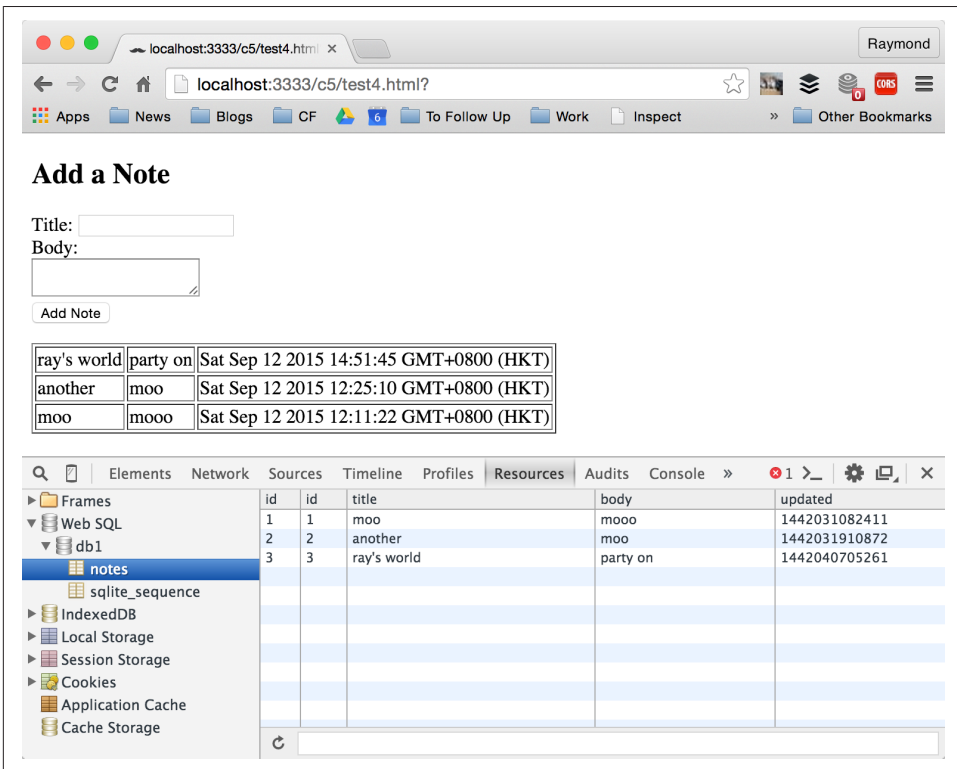 localhost:3333/c5/test4.html
Raymond
localhost:3333/c5/test4.html?
0
CORS
Apps News Blogs CF 6 To Follow Up Work Inspect » Other Bookmarks
Add a Note
Title:
Body:
Add Note
ray's world party on Sat Sep 12 2015 14:51:45 GMT+0800 (HKT)
another moo Sat Sep 12 2015 12:25:10 GMT+0800 (HKT)
moo mooo Sat Sep 12 2015 12:11:22 GMT+0800 (HKT)
Elements Network Sources Timeline Profiles Resources Audits Console » 1
Frames
Web SQL
db1
notes
sqlite_sequence
IndexedDB
Local Storage
Session Storage
Cookies
Application Cache
Cache Storage
id id title body updated
1 1 moo mooo 1442031082411
2 2 another moo 1442031910872
3 3 ray's world party on 1442040705261